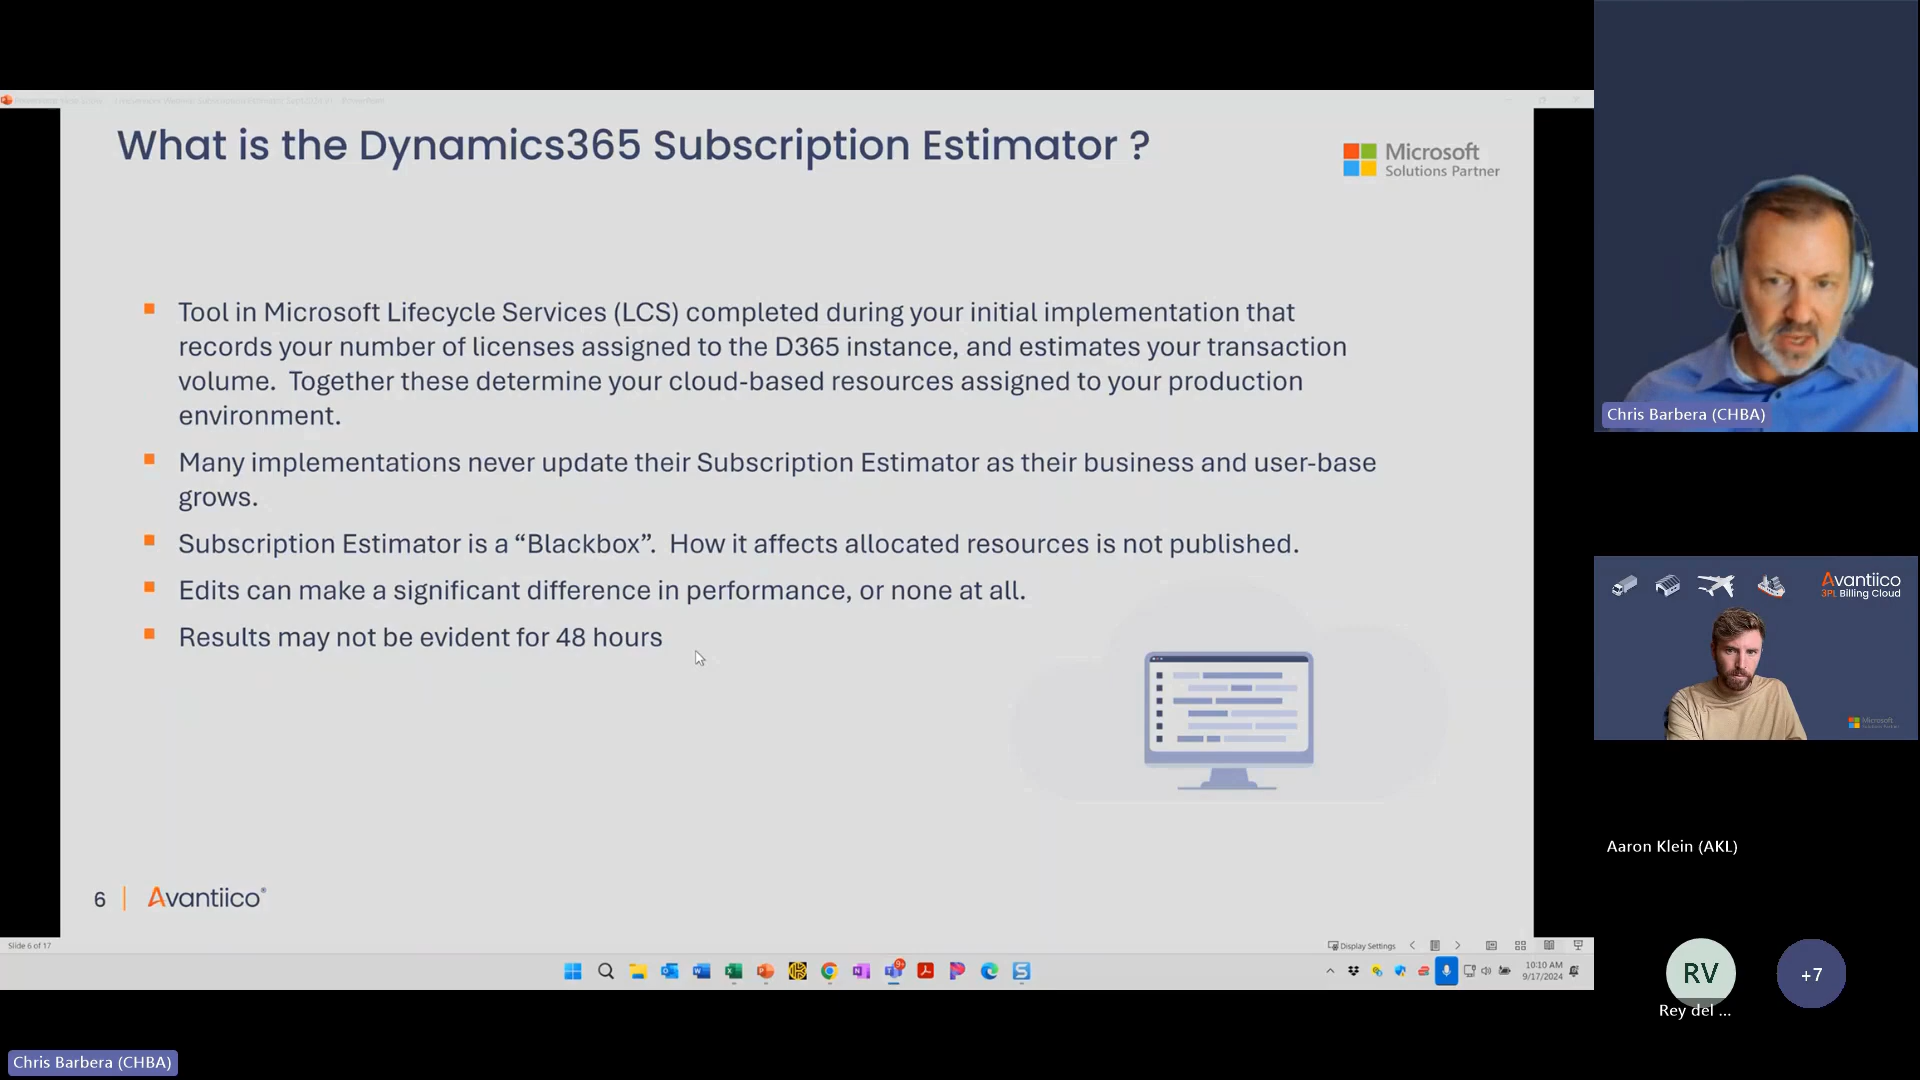 What is the Dynamics365 Subscription Estimator ?
Microsoft
Solutions Partner
Tool in Microsoft Lifecycle Services (LCS) completed during your initial implementation that
records your number of licenses assigned to the D365 instance, and estimates your transaction
volume.  Together these determine your cloud-based resources assigned to your production
environment.
Many implementations never update their Subscription Estimator as their business and user-base
grows.
Subscription Estimator is a “Blackbox”.  How it affects allocated resources is not published.
Edits can make a significant difference in performance, or none at all.
Results may not be evident for 48 hours
6
Avantiico®
Slide 6 of 17
Display Settings
9+
10:10 AM
9/17/2024
Chris Barbera (CHBA)
Avantiico
3PL Billing Cloud
Microsoft
Aaron Klein (AKL)
RV
+7
Rey del ...
Chris Barbera (CHBA)